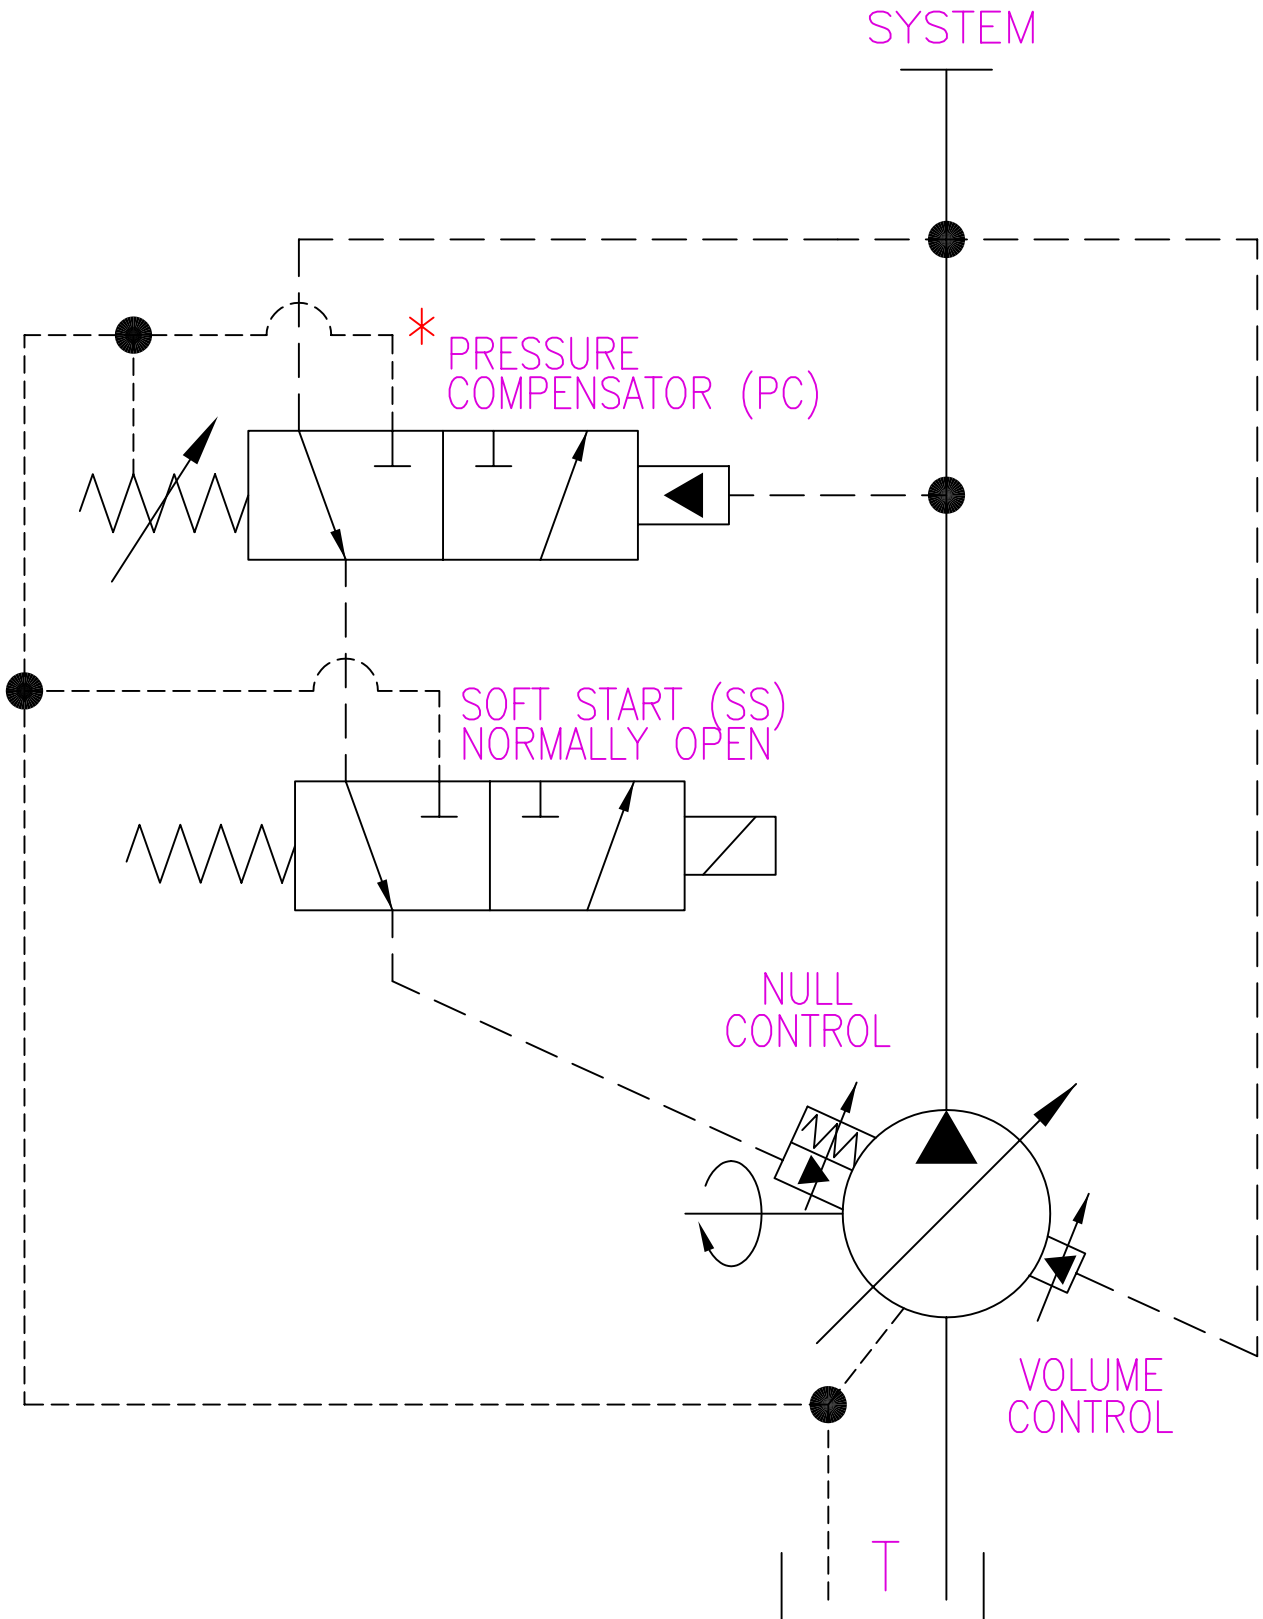 SYSTEM
*
PRESSURE
COMPENSATOR (PC)
SOFT START (SS)
NORMALLY OPEN
NULL
CONTROL
VOLUME
CONTROL
T